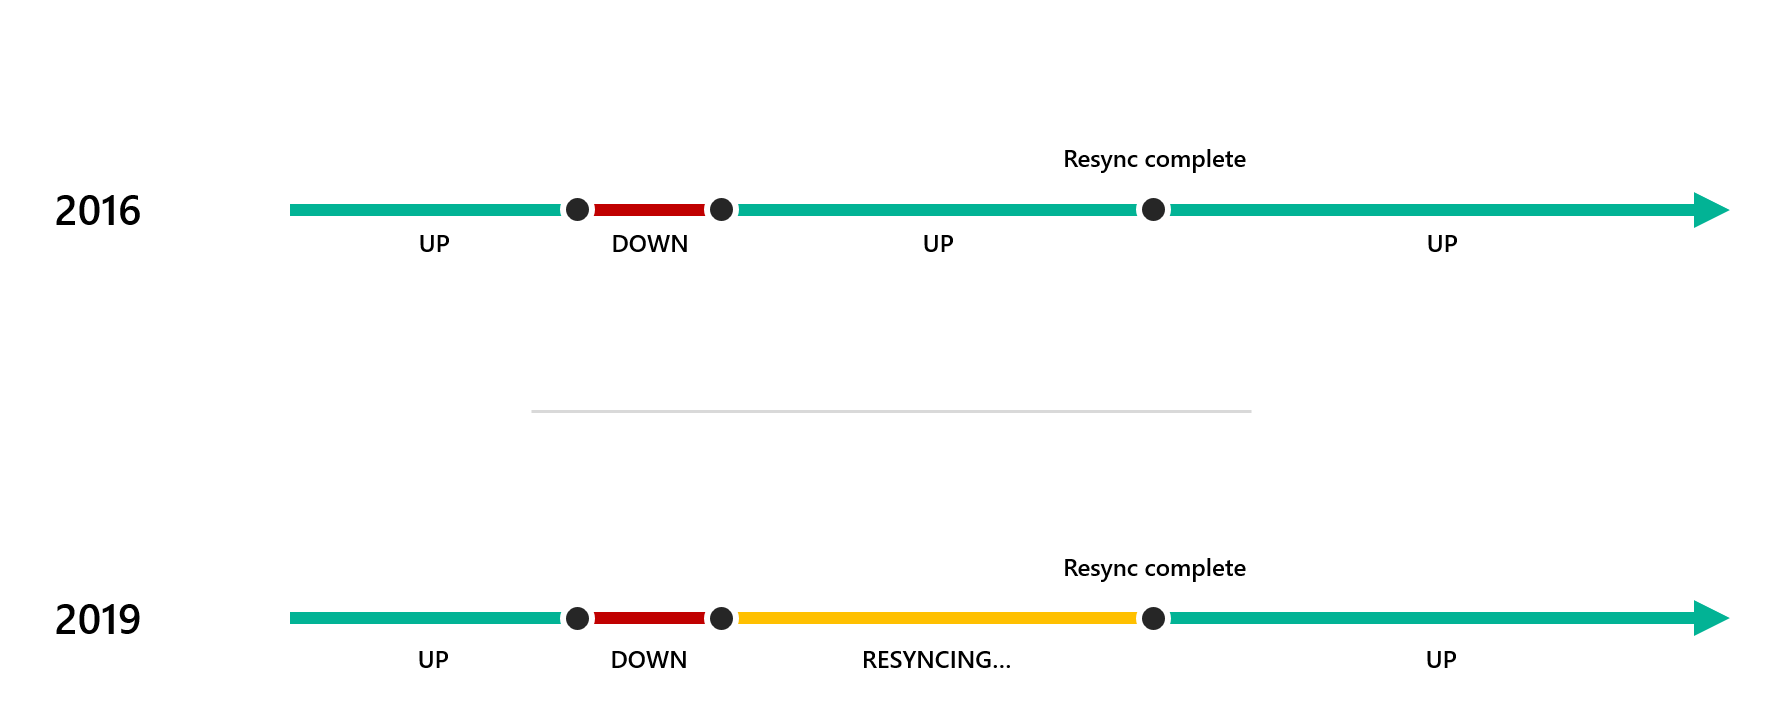 Resync complete
2016
UP DOWN UP UP
Resync complete
2019
UP DOWN RESYNCING... UP